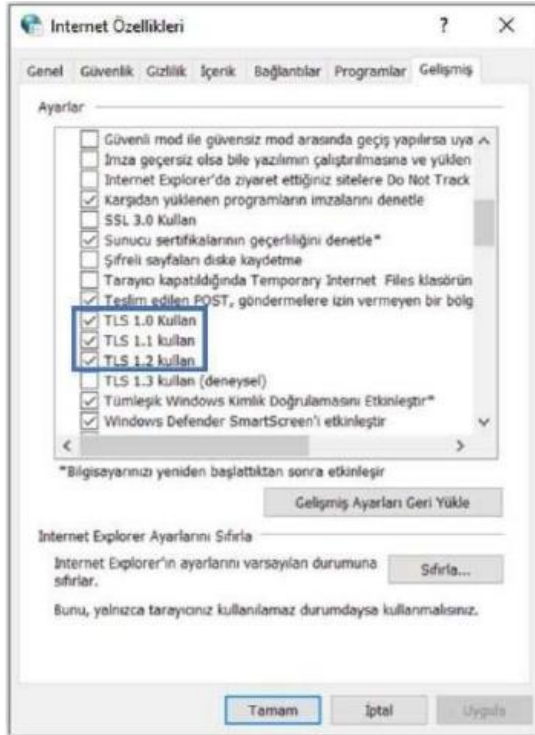 Internet Özellikleri
?
Genel Güvenlik Gizlilik İçerik Bağlantılar Programlar Gelişmiş
Ayarlar
Güvenli mod ile güvensiz mod arasında geçiş yapılırsa uya
İmza geçersiz olsa bile yazılımın çalıştırılmasına ve yüklen
Internet Explorer'da ziyaret ettiğiniz sitelere Do Not Track
Karşıdan yüklenen programların imzalarını denetle
SSL 3.0 Kullan
Sunucu sertifikalarının geçerliliğini denetle*
Şifreli sayfaları diske kaydetme
Tarayıcı kapatıldığında Temporary Internet Files klasörün
Teslim edilen POST, göndermelere izin vermeyen bir bölg
TLS 1.0 Kullan
TLS 1.1 kullan
TLS 1.2 kullan
TLS 1.3 kullan (deneysel)
Tümleşik Windows Kimlik Doğrulamasını Etkinleştir*
Windows Defender SmartScreen'i etkinleştir
*Bilgisayarınızı yeniden başlattıktan sonra etkinleşir
Gelişmiş Ayarları Geri Yükle
Internet Explorer Ayarlarını Sıfırla
Internet Explorer'ın ayarlarını varsayılan durumuna
sıfırlar.
Sıfırla...
Bunu, yalnızca tarayıcınız kullanılamaz durumdaysa kullanmalısınız.
Tamam İptal Uygula